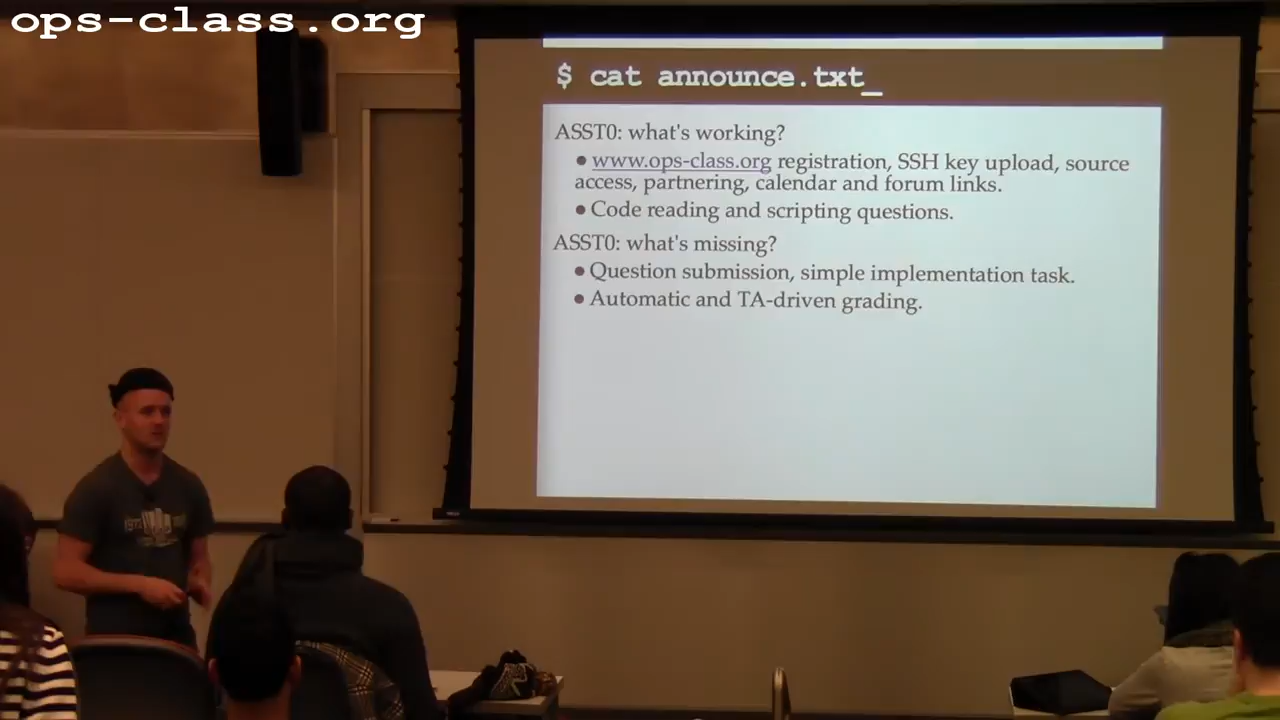 ops-class.org
$ cat announce.txt_
ASST0: what's working?
● www.ops-class.org registration, SSH key upload, source
access, partnering, calendar and forum links.
● Code reading and scripting questions.
ASST0: what's missing?
● Question submission, simple implementation task.
● Automatic and TA-driven grading.